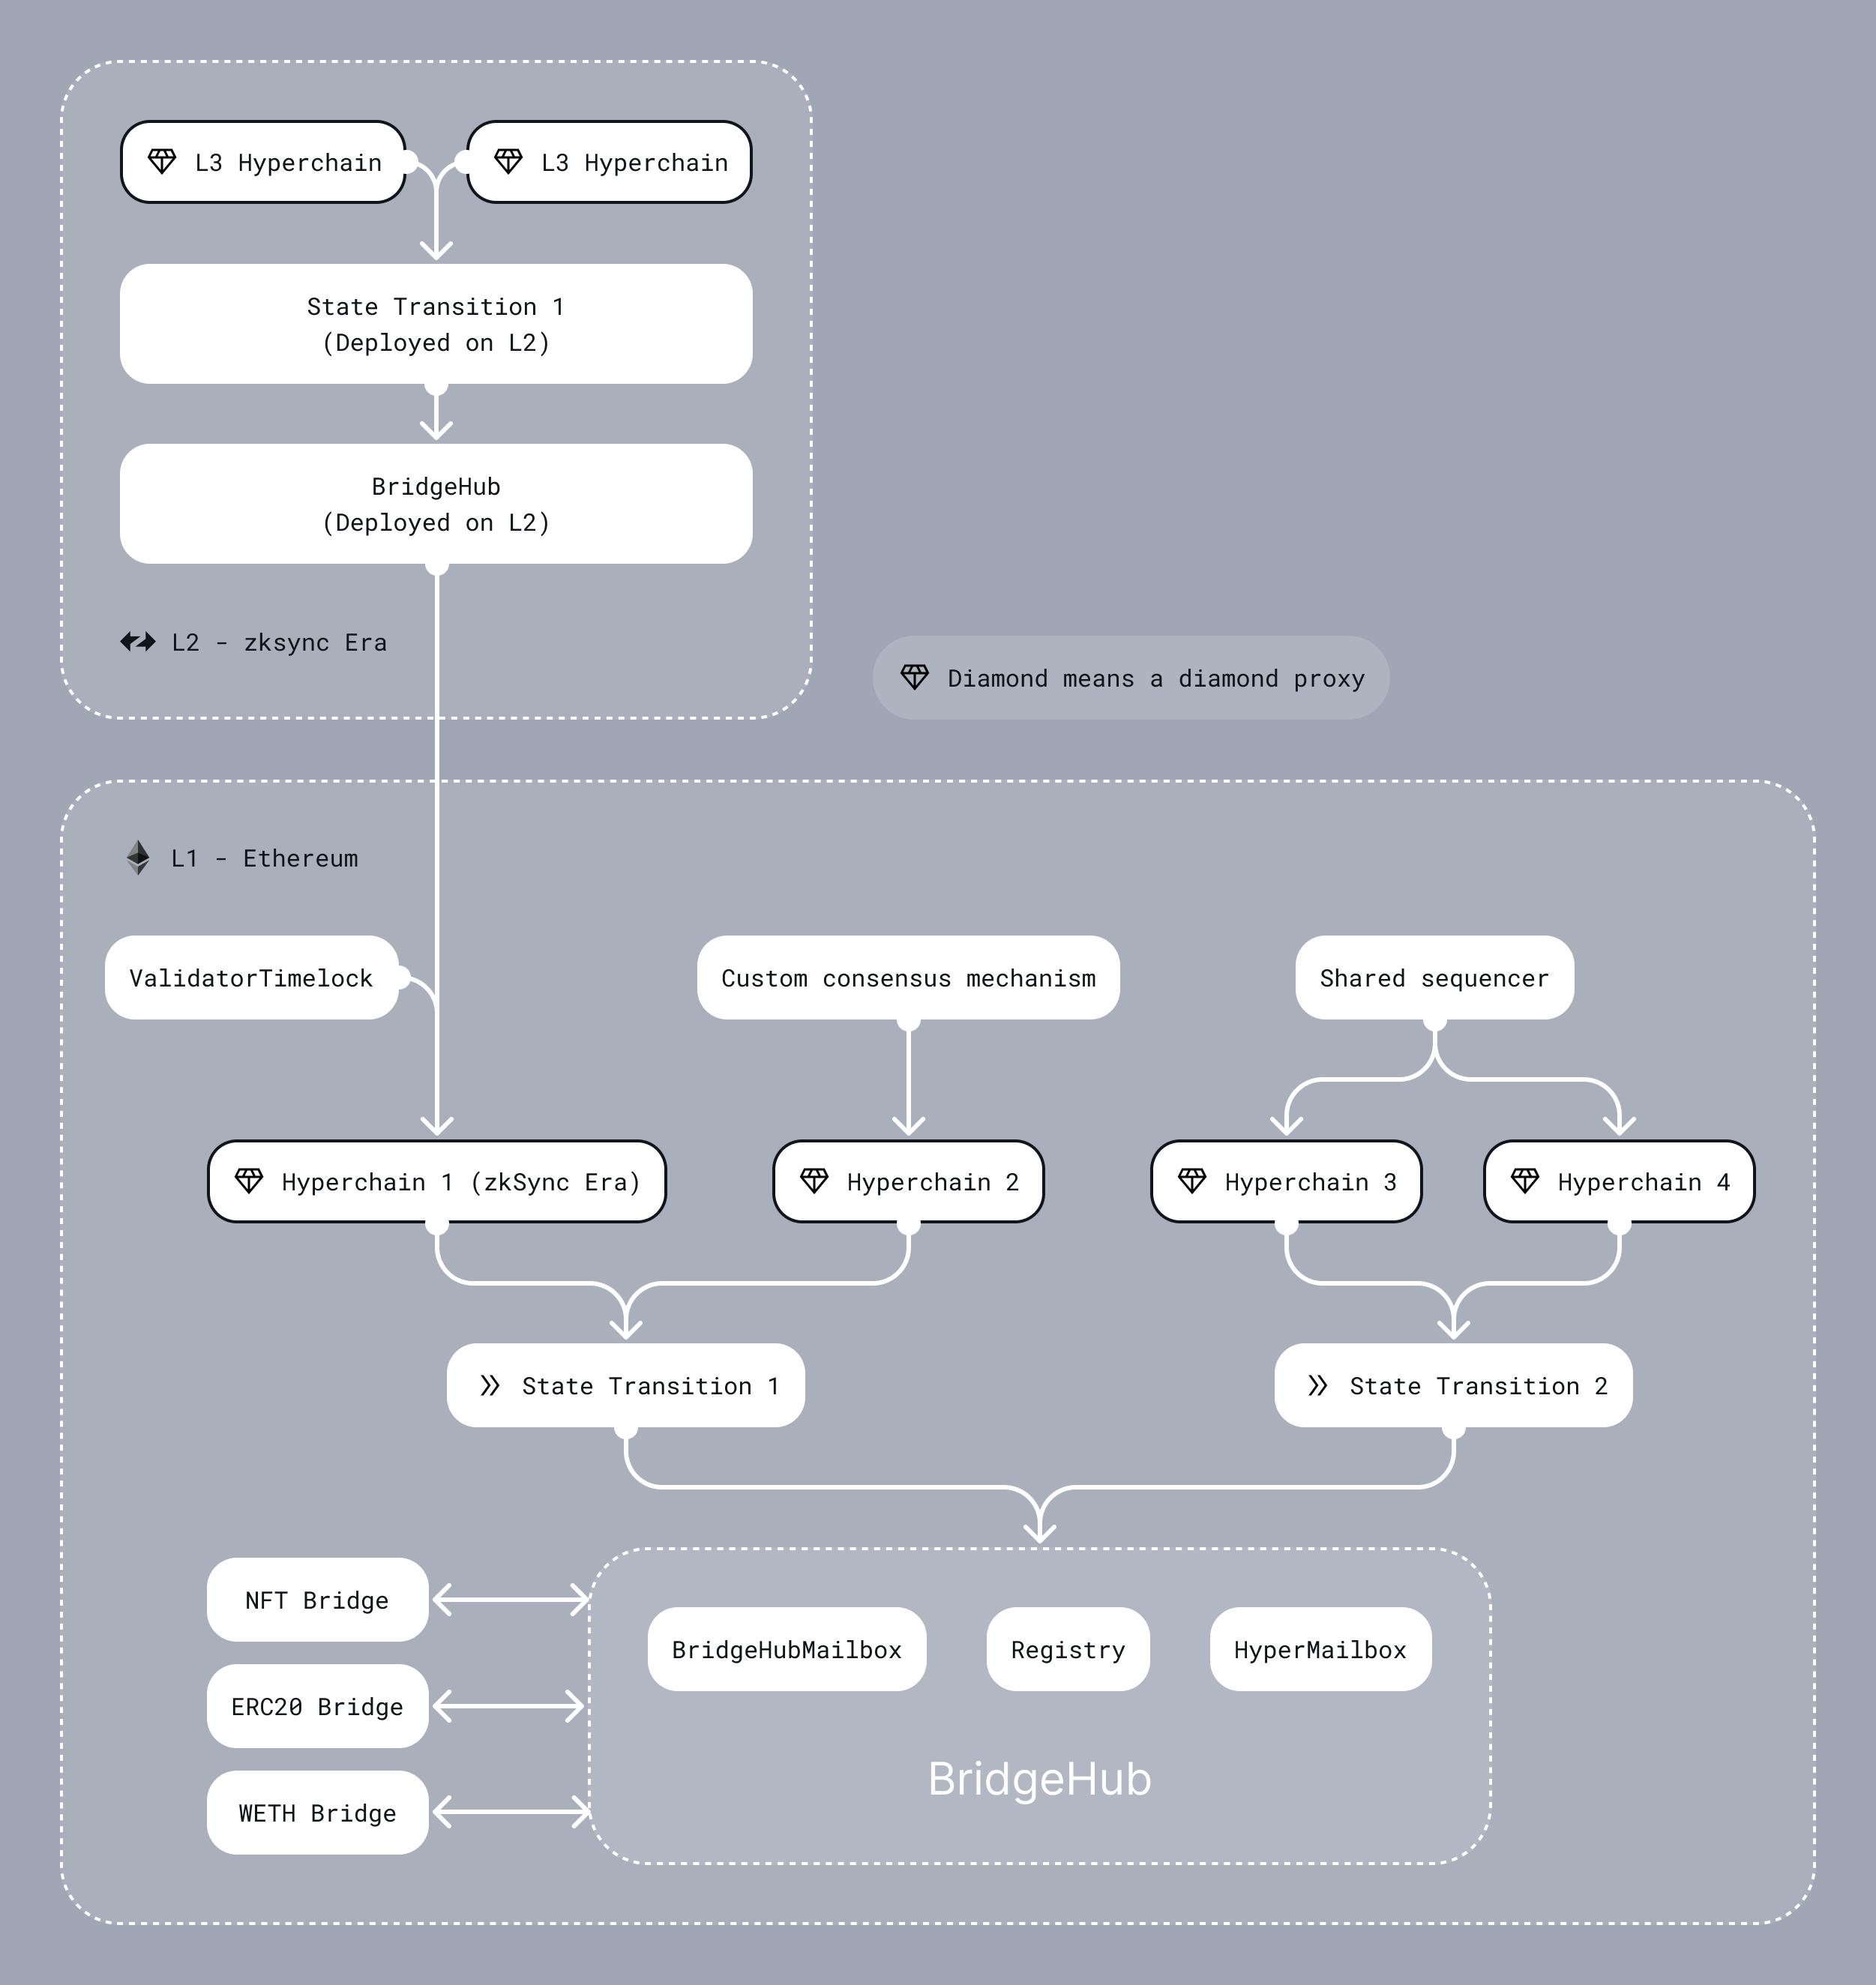 L3 Hyperchain
L3 Hyperchain
State Transition 1
(Deployed on L2)
BridgeHub
(Deployed on L2)
L2 - zksync Era
Diamond means a diamond proxy
L1 - Ethereum
ValidatorTimelock
Custom consensus mechanism
Shared sequencer
Hyperchain 1 (zkSync Era)
Hyperchain 2
Hyperchain 3
Hyperchain 4
State Transition 1
State Transition 2
NFT Bridge
ERC20 Bridge
WETH Bridge
BridgeHubMailbox
Registry
HyperMailbox
BridgeHub